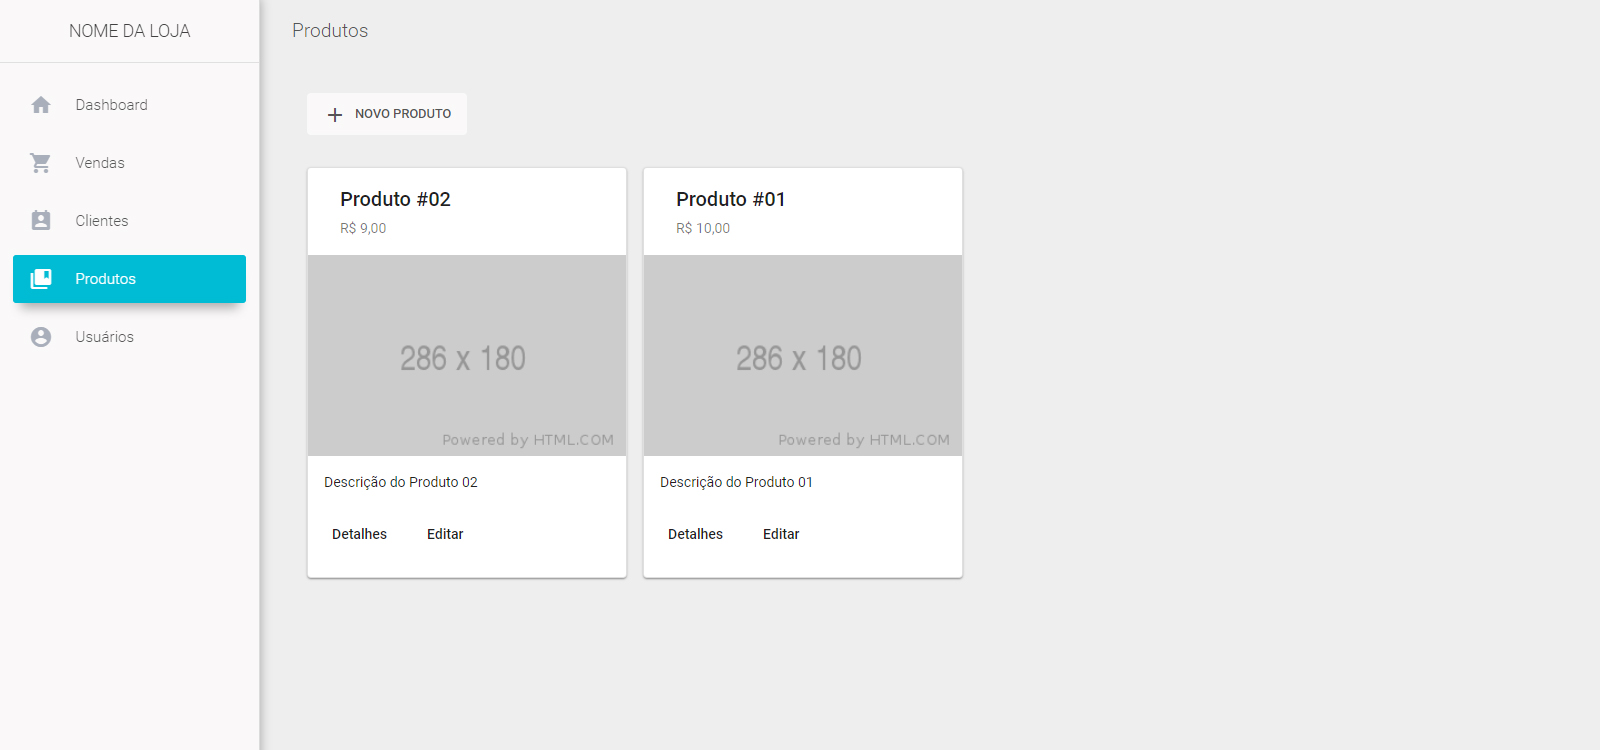 NOME DA LOJA
Dashboard
Vendas
Clientes
Produtos
Usuários
Produtos
NOVO PRODUTO
Produto #02
R$ 9,00
286 x 180
Powered by HTML.COM
Descrição do Produto 02
Detalhes Editar
Produto #01
R$ 10,00
286 x 180
Powered by HTML.COM
Descrição do Produto 01
Detalhes Editar